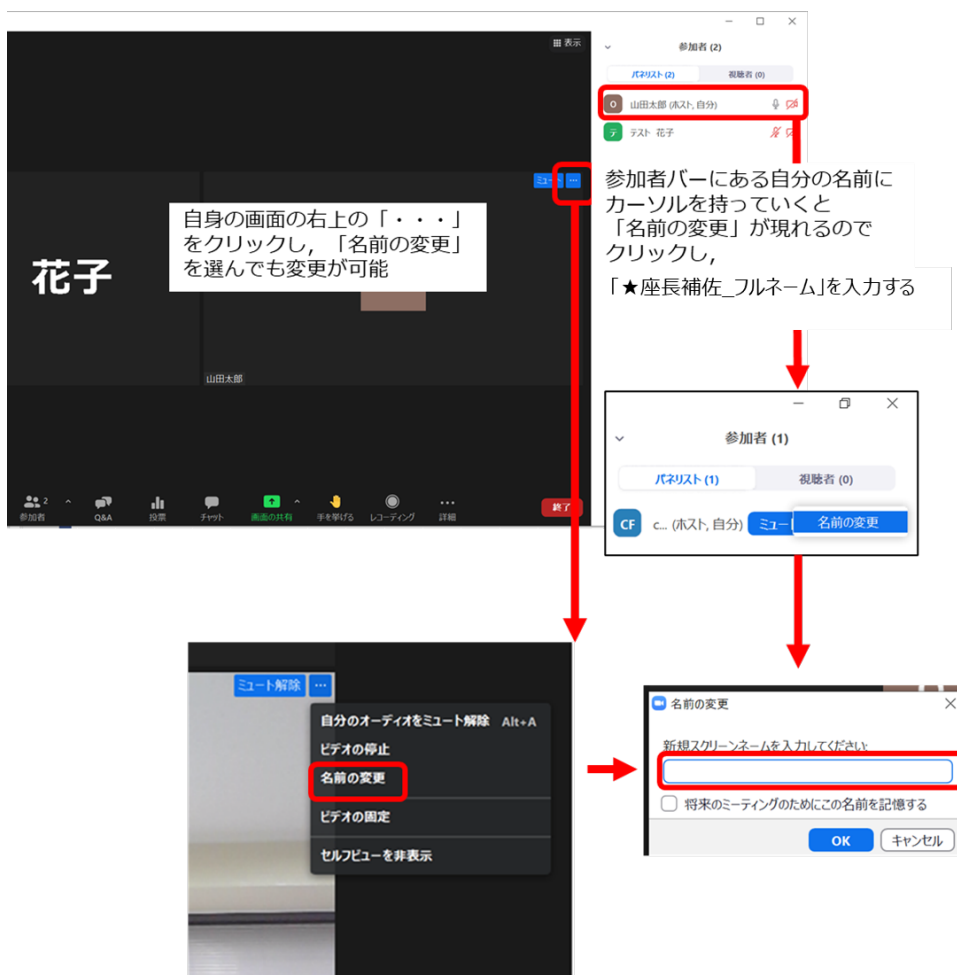 表示
参加者 (2)
パネリスト (2)
視聴者 (0)
O
山田太郎 (ホスト, 自分)
テ
テスト 花子
ミュート
...
自身の画面の右上の「・・・」
をクリックし，「名前の変更」
を選んでも変更が可能
花子
山田太郎
参加者バーにある自分の名前に
カーソルを持っていくと
「名前の変更」が現れるので
クリックし，
「★座長補佐_フルネーム」を入力する
2
参加者
Q&A
投票
チャット
画面の共有
手を挙げる
レコーディング
詳細
終了
参加者 (1)
パネリスト (1)
視聴者 (0)
CF
c... (ホスト, 自分)
ミュート
名前の変更
ミュート解除
...
自分のオーディオをミュート解除 Alt+A
ビデオの停止
名前の変更
ビデオの固定
セルフビューを非表示
名前の変更
新規スクリーンネームを入力してください:
将来のミーティングのためにこの名前を記憶する
OK
キャンセル